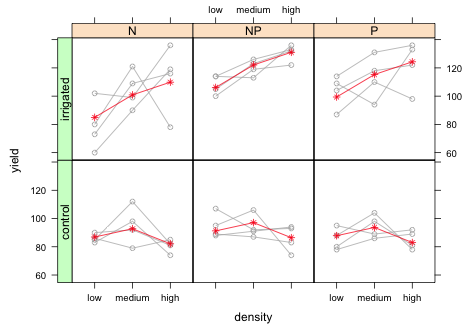 low medium high
N NP P
irrigated
120
100
80
60
yield
control
120
100
80
60
low medium high low medium high low medium high
density